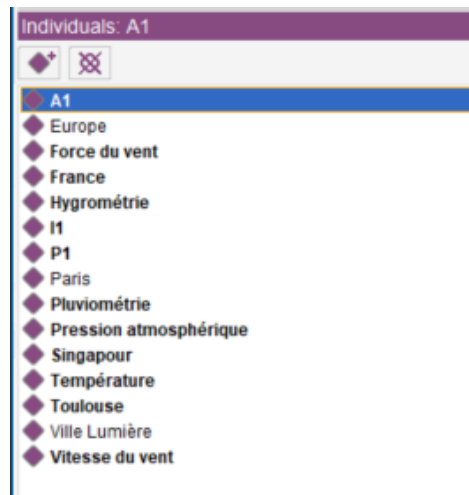 Individuals: A1
A1
Europe
Force du vent
France
Hygrométrie
I1
P1
Paris
Pluviométrie
Pression atmosphérique
Singapour
Température
Toulouse
Ville Lumière
Vitesse du vent